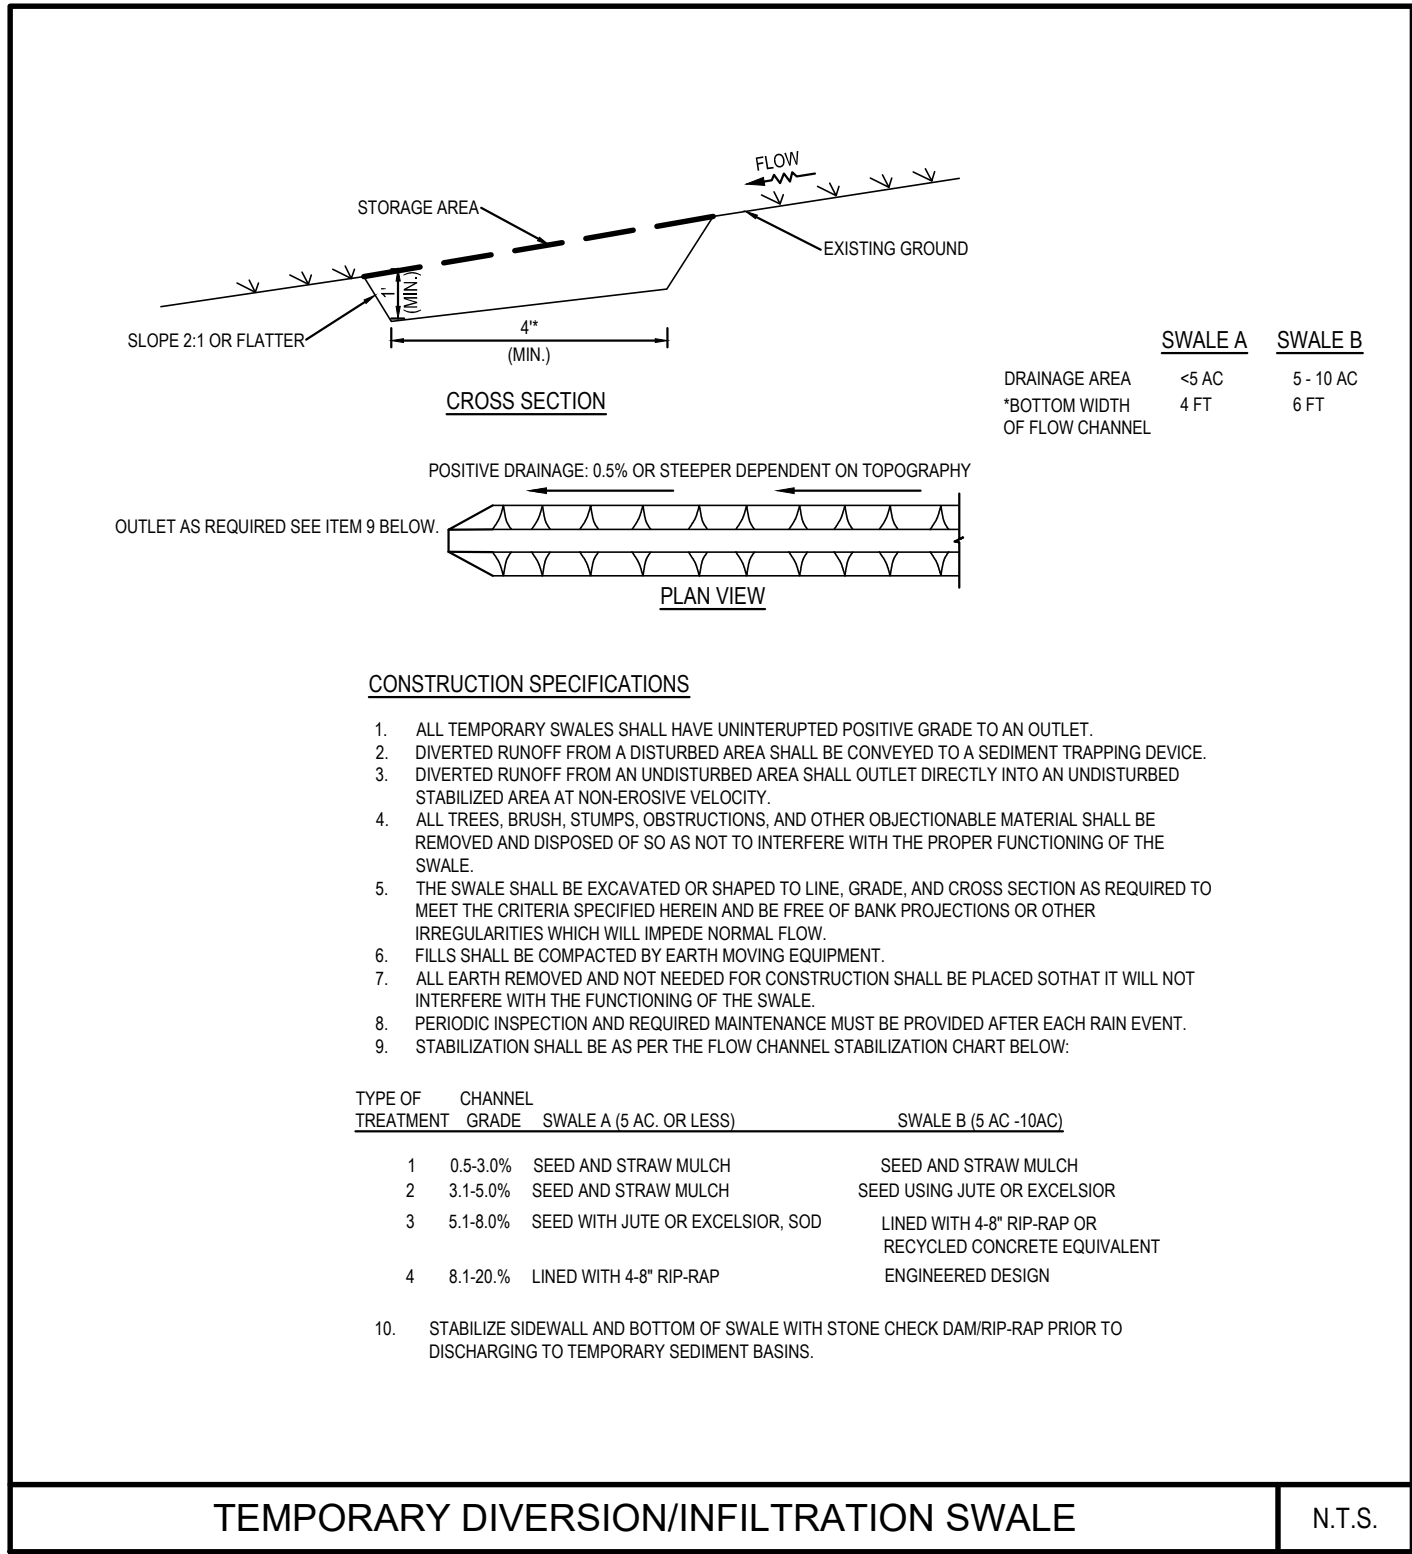 FLOW
STORAGE AREA
EXISTING GROUND
1'
(MIN.)
SLOPE 2:1 OR FLATTER
4'*
(MIN.)
CROSS SECTION
SWALE A SWALE B
DRAINAGE AREA <5 AC 5 - 10 AC
*BOTTOM WIDTH 4 FT 6 FT
OF FLOW CHANNEL
POSITIVE DRAINAGE: 0.5% OR STEEPER DEPENDENT ON TOPOGRAPHY
OUTLET AS REQUIRED SEE ITEM 9 BELOW.
PLAN VIEW
CONSTRUCTION SPECIFICATIONS
1. ALL TEMPORARY SWALES SHALL HAVE UNINTERUPTED POSITIVE GRADE TO AN OUTLET.
2. DIVERTED RUNOFF FROM A DISTURBED AREA SHALL BE CONVEYED TO A SEDIMENT TRAPPING DEVICE.
3. DIVERTED RUNOFF FROM AN UNDISTURBED AREA SHALL OUTLET DIRECTLY INTO AN UNDISTURBED
STABILIZED AREA AT NON-EROSIVE VELOCITY.
4. ALL TREES, BRUSH, STUMPS, OBSTRUCTIONS, AND OTHER OBJECTIONABLE MATERIAL SHALL BE
REMOVED AND DISPOSED OF SO AS NOT TO INTERFERE WITH THE PROPER FUNCTIONING OF THE
SWALE.
5. THE SWALE SHALL BE EXCAVATED OR SHAPED TO LINE, GRADE, AND CROSS SECTION AS REQUIRED TO
MEET THE CRITERIA SPECIFIED HEREIN AND BE FREE OF BANK PROJECTIONS OR OTHER
IRREGULARITIES WHICH WILL IMPEDE NORMAL FLOW.
6. FILLS SHALL BE COMPACTED BY EARTH MOVING EQUIPMENT.
7. ALL EARTH REMOVED AND NOT NEEDED FOR CONSTRUCTION SHALL BE PLACED SOTHAT IT WILL NOT
INTERFERE WITH THE FUNCTIONING OF THE SWALE.
8. PERIODIC INSPECTION AND REQUIRED MAINTENANCE MUST BE PROVIDED AFTER EACH RAIN EVENT.
9. STABILIZATION SHALL BE AS PER THE FLOW CHANNEL STABILIZATION CHART BELOW:
TYPE OF CHANNEL
TREATMENT GRADE SWALE A (5 AC. OR LESS) SWALE B (5 AC -10AC)
1 0.5-3.0% SEED AND STRAW MULCH SEED AND STRAW MULCH
2 3.1-5.0% SEED AND STRAW MULCH SEED USING JUTE OR EXCELSIOR
3 5.1-8.0% SEED WITH JUTE OR EXCELSIOR, SOD LINED WITH 4-8" RIP-RAP OR
RECYCLED CONCRETE EQUIVALENT
4 8.1-20.% LINED WITH 4-8" RIP-RAP ENGINEERED DESIGN
10. STABILIZE SIDEWALL AND BOTTOM OF SWALE WITH STONE CHECK DAM/RIP-RAP PRIOR TO
DISCHARGING TO TEMPORARY SEDIMENT BASINS.
TEMPORARY DIVERSION/INFILTRATION SWALE
N.T.S.